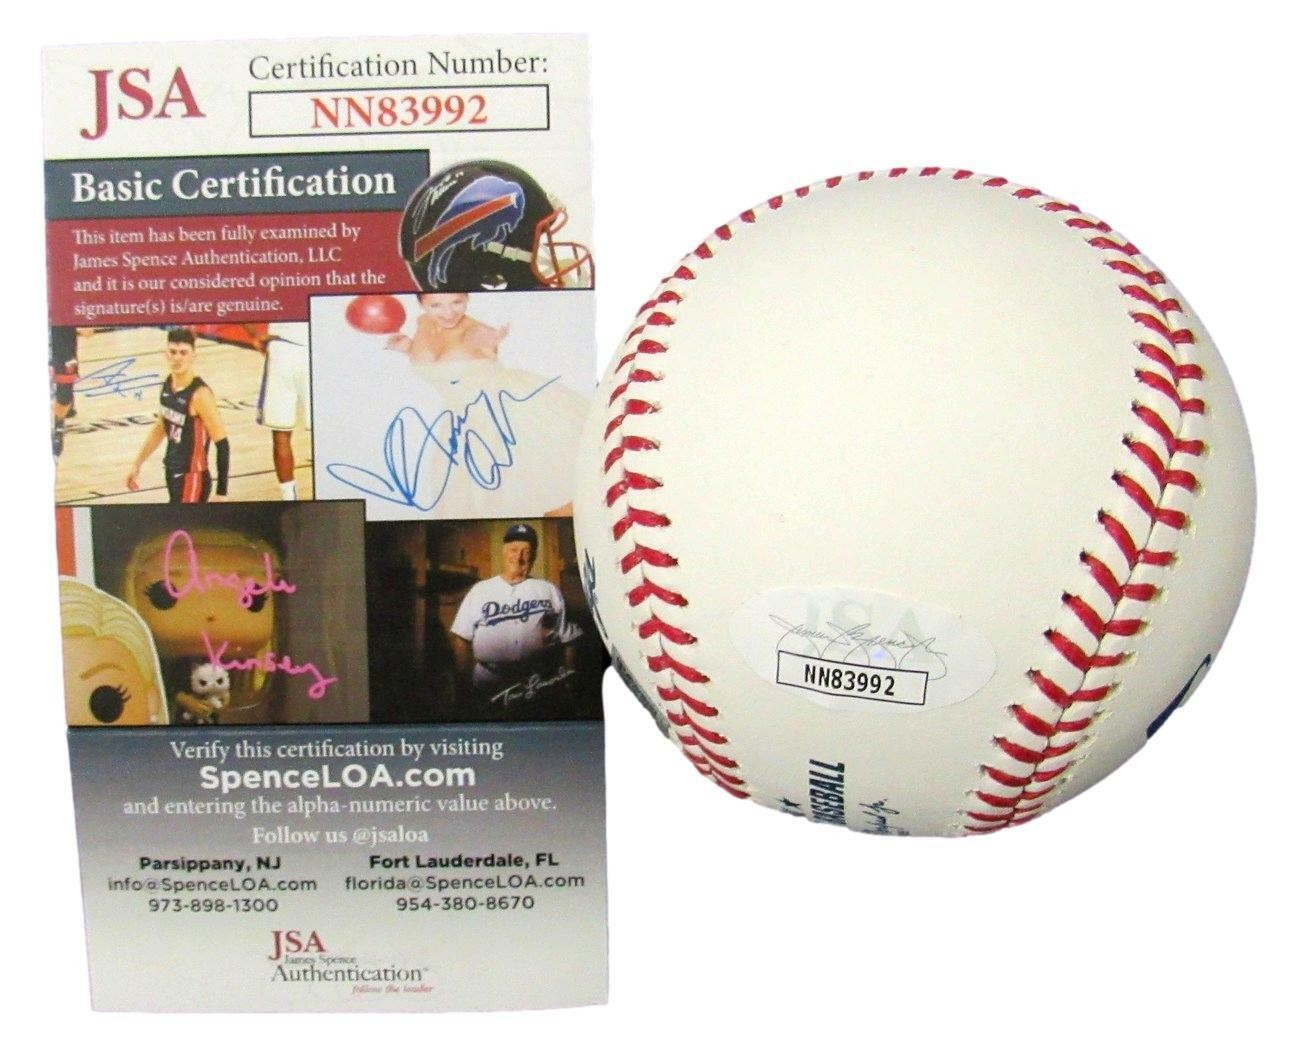 JSA
Certification Number:
NN83992
Basic Certification
This item has been fully examined by
James Spence Authentication, LLC
and it is our considered opinion that the
signature(s) is/are genuine.
14
Angela
Kinsey
Dodgers
Verify this certification by visiting
SpenceLOA.com
and entering the alpha-numeric value above.
Follow us @jsaloa
Parsippany, NJ
info@SpenceLOA.com
973-898-1300
Fort Lauderdale, FL
florida@SpenceLOA.com
954-380-8670
JSA
James Spence
Authentication
follow the leader
JSA
NN83992
BASEBALL